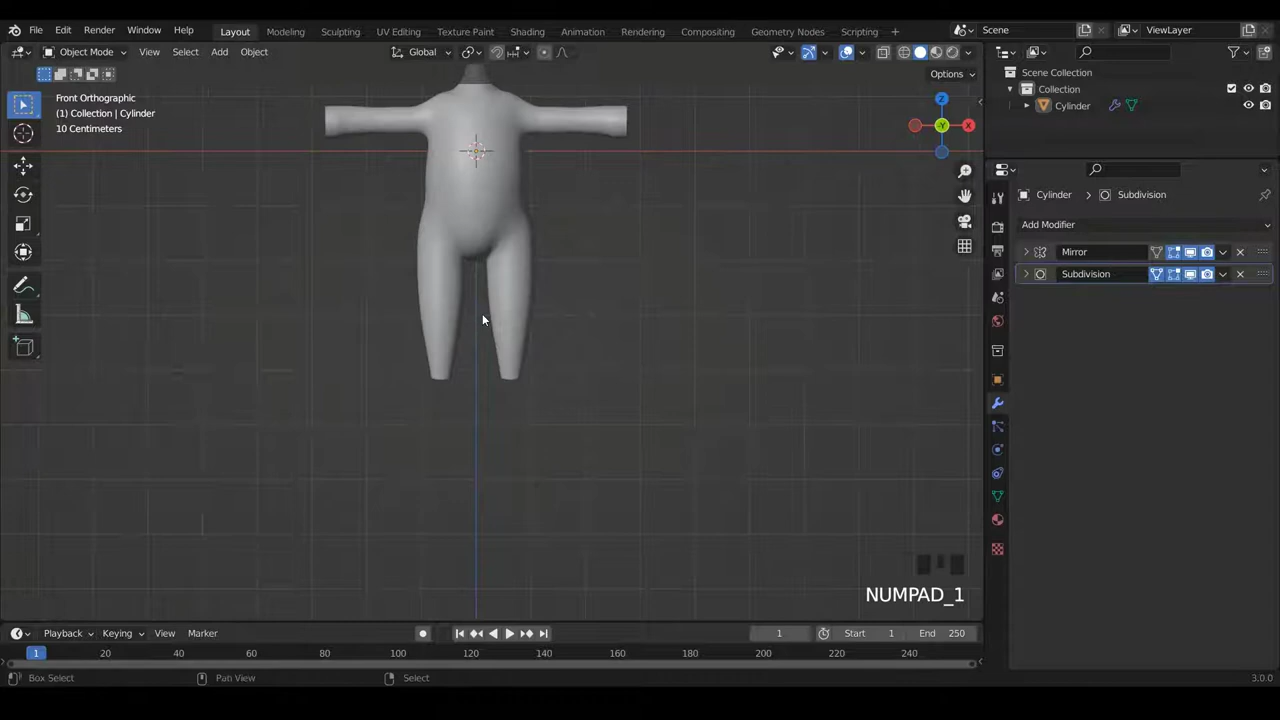 File Edit Render Window Help Layout Modeling Sculpting UV Editing Texture Paint Shading Animation Rendering Compositing Geometry Nodes Scripting + Scene ViewLayer
Object Mode View Select Add Object Global
Options
Front Orthographic
(1) Collection | Cylinder
10 Centimeters
Z
Y
X
NUMPAD_1
Scene Collection
Collection
Cylinder
Cylinder Subdivision
Add Modifier
Mirror
Subdivision
Playback Keying View Marker 1 Start 1 End 250
1 20 40 60 80 100 120 140 160 180 200 220 240
Box Select Pan View Select 3.0.0